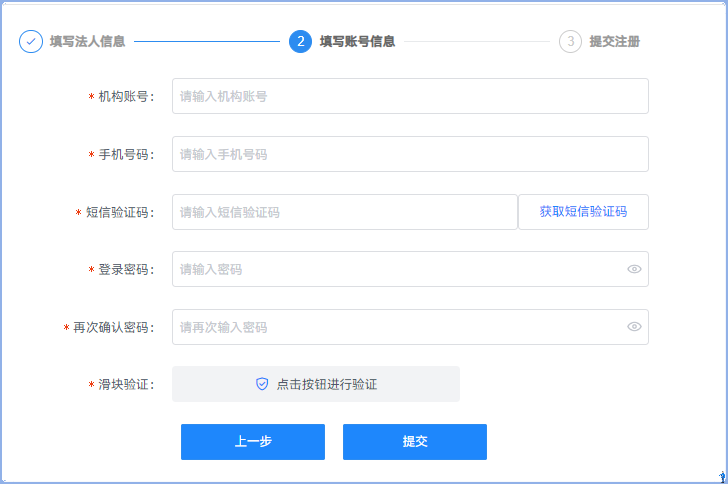 填写法人信息 2 填写账号信息 3 提交注册
* 机构账号： 请输入机构账号
* 手机号码： 请输入手机号码
* 短信验证码： 请输入短信验证码 获取短信验证码
* 登录密码： 请输入密码
* 再次确认密码： 请再次输入密码
* 滑块验证： 点击按钮进行验证
上一步 提交